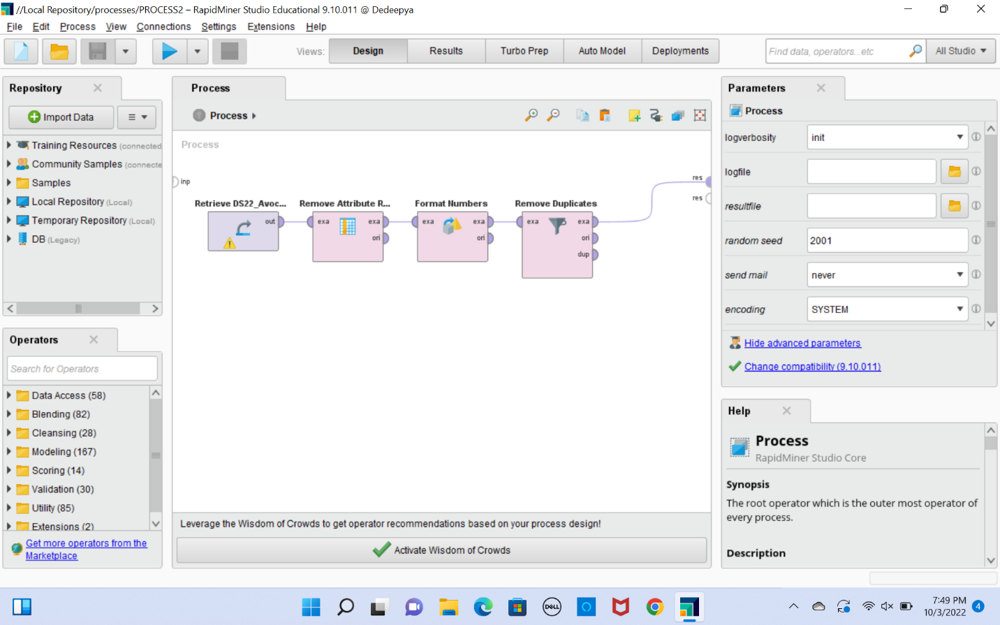 //Local Repository/processes/PROCESS2 – RapidMiner Studio Educational 9.10.011 @ Dedeepya
File Edit Process View Connections Settings Extensions Help
Views: Design Results Turbo Prep Auto Model Deployments
Find data, operators...etc
All Studio
Repository
Import Data
Training Resources (connected
Community Samples (connecte
Samples
Local Repository (Local)
Temporary Repository (Local)
DB (Legacy)
Operators
Search for Operators
Data Access (58)
Blending (82)
Cleansing (28)
Modeling (167)
Scoring (14)
Validation (30)
Utility (85)
Extensions (2)
Get more operators from the
Marketplace
Process
Process
Process
inp
res
res
Retrieve DS22_Avoc...
out
Remove Attribute R...
exa exa
ori
Format Numbers
exa exa
ori
Remove Duplicates
exa exa
ori
dup
Leverage the Wisdom of Crowds to get operator recommendations based on your process design!
Activate Wisdom of Crowds
Parameters
Process
logverbosity init
logfile
resultfile
random seed 2001
send mail never
encoding SYSTEM
Hide advanced parameters
Change compatibility (9.10.011)
Help
Process
RapidMiner Studio Core
Synopsis
The root operator which is the outer most operator of
every process.
Description
DELL
7:49 PM
10/3/2022
4